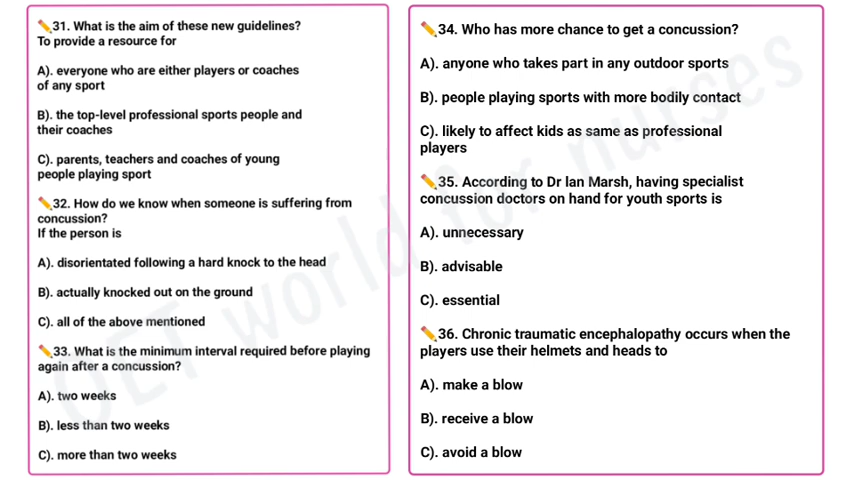 ✏️31. What is the aim of these new guidelines?
To provide a resource for
A). everyone who are either players or coaches
of any sport
B). the top-level professional sports people and
their coaches
C). parents, teachers and coaches of young
people playing sport
✏️32. How do we know when someone is suffering from
concussion?
If the person is
A). disorientated following a hard knock to the head
B). actually knocked out on the ground
C). all of the above mentioned
✏️33. What is the minimum interval required before playing
again after a concussion?
A). two weeks
B). less than two weeks
C). more than two weeks
✏️34. Who has more chance to get a concussion?
A). anyone who takes part in any outdoor sports
B). people playing sports with more bodily contact
C). likely to affect kids as same as professional
players
✏️35. According to Dr Ian Marsh, having specialist
concussion doctors on hand for youth sports is
A). unnecessary
B). advisable
C). essential
✏️36. Chronic traumatic encephalopathy occurs when the
players use their helmets and heads to
A). make a blow
B). receive a blow
C). avoid a blow
OET world for nurses